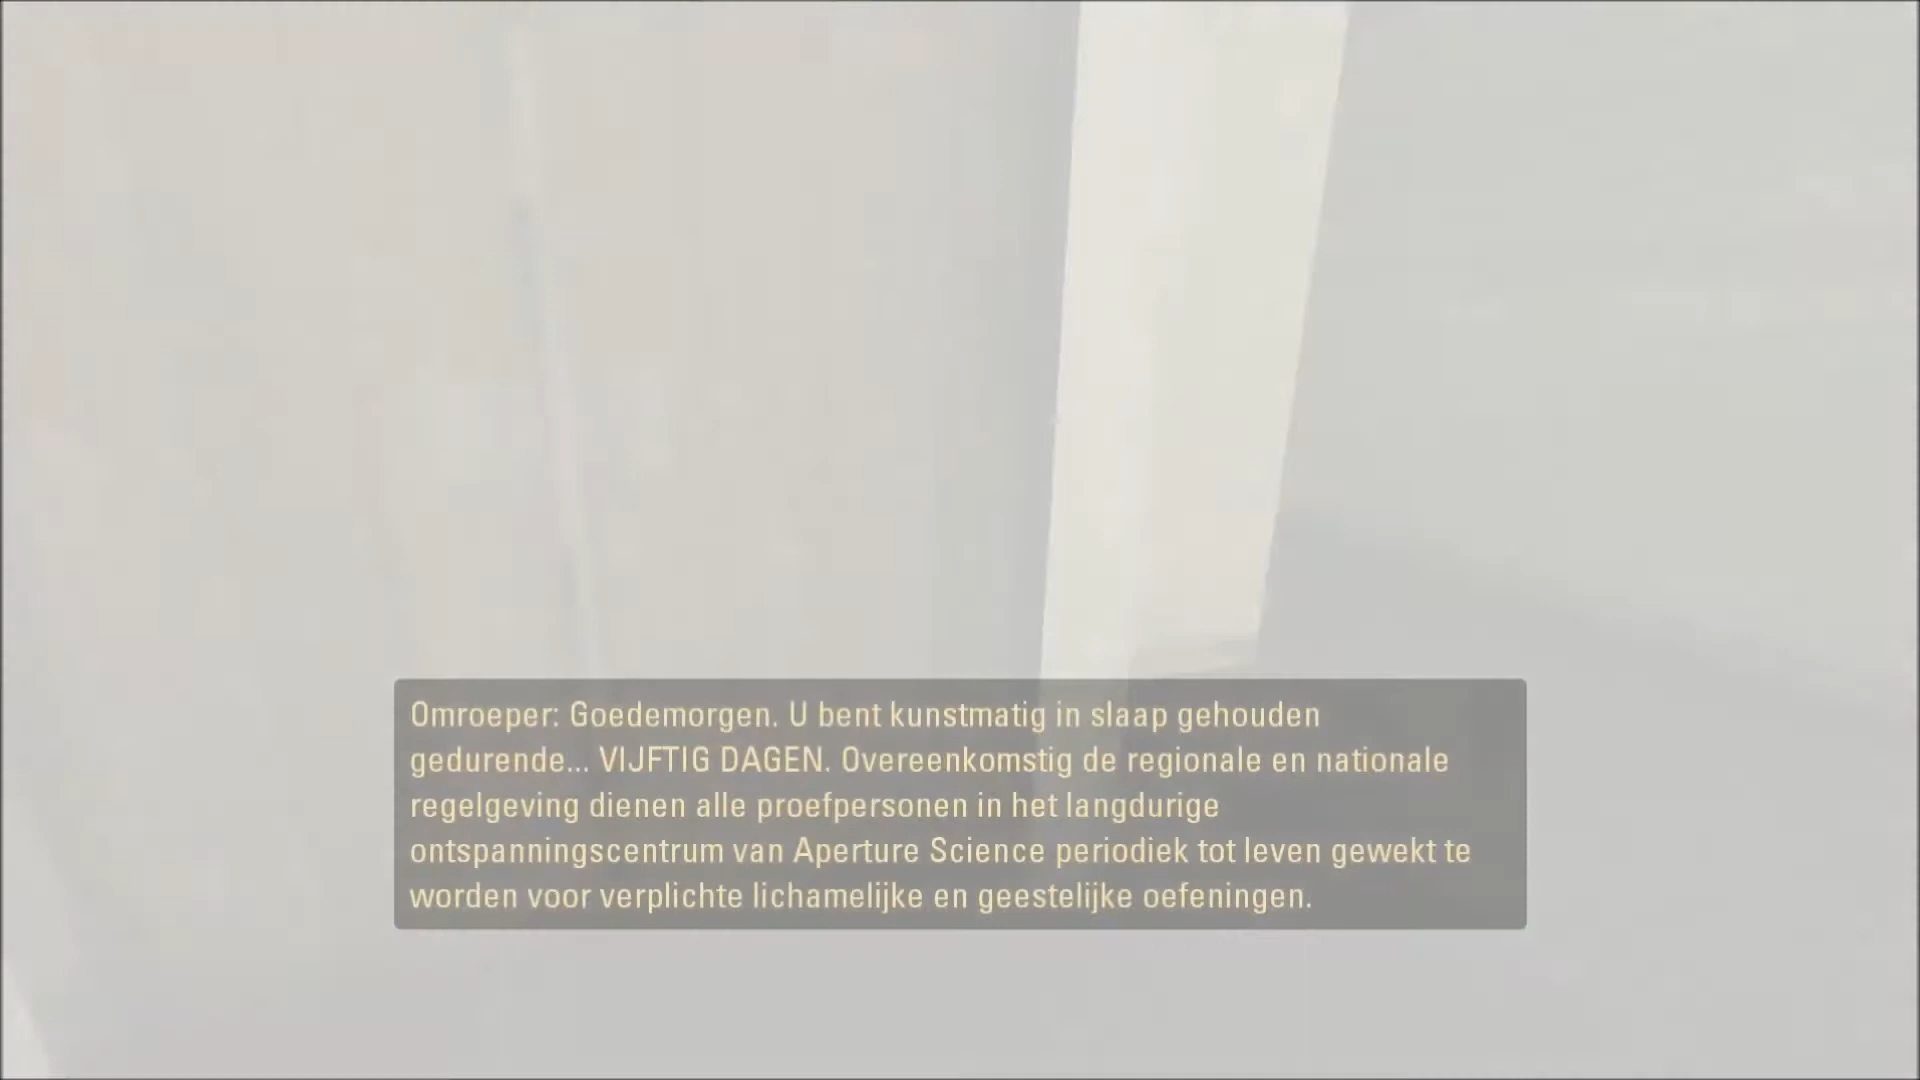 Omroeper: Goedemorgen. U bent kunstmatig in slaap gehouden
gedurende... VIJFTIG DAGEN. Overeenkomstig de regionale en nationale
regelgeving dienen alle proefpersonen in het langdurige
ontspanningscentrum van Aperture Science periodiek tot leven gewekt te
worden voor verplichte lichamelijke en geestelijke oefeningen.